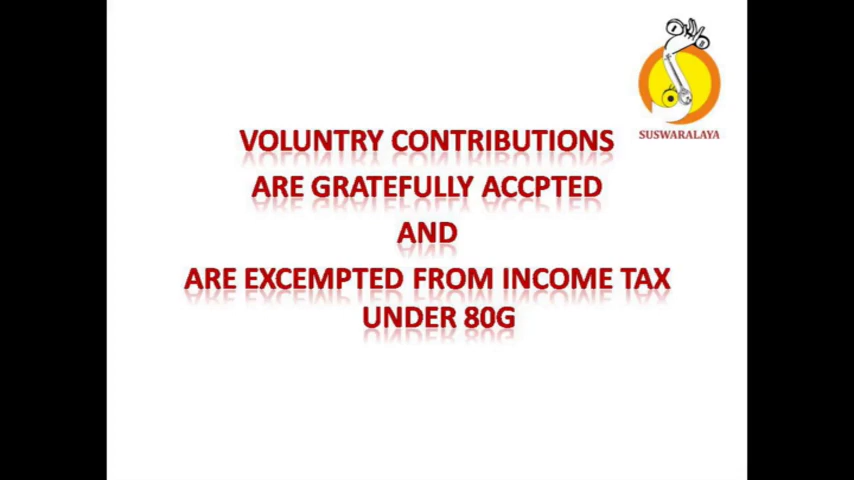 SUSWARALAYA
VOLUNTRY CONTRIBUTIONS
ARE GRATEFULLY ACCPTED
AND
ARE EXCEMPTED FROM INCOME TAX
UNDER 80G